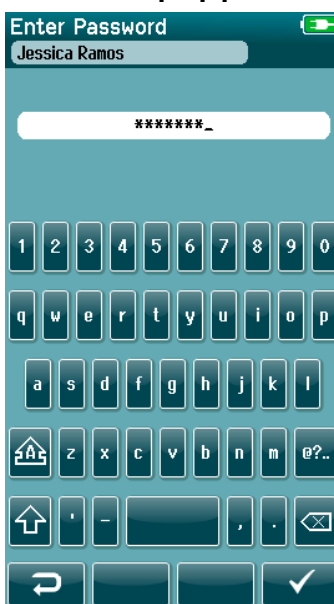 Enter Password
Jessica Ramos
*******_
1 2 3 4 5 6 7 8 9 0
q w e r t y u i o p
a s d f g h j k l
A z x c v b n m @?..
' - , .